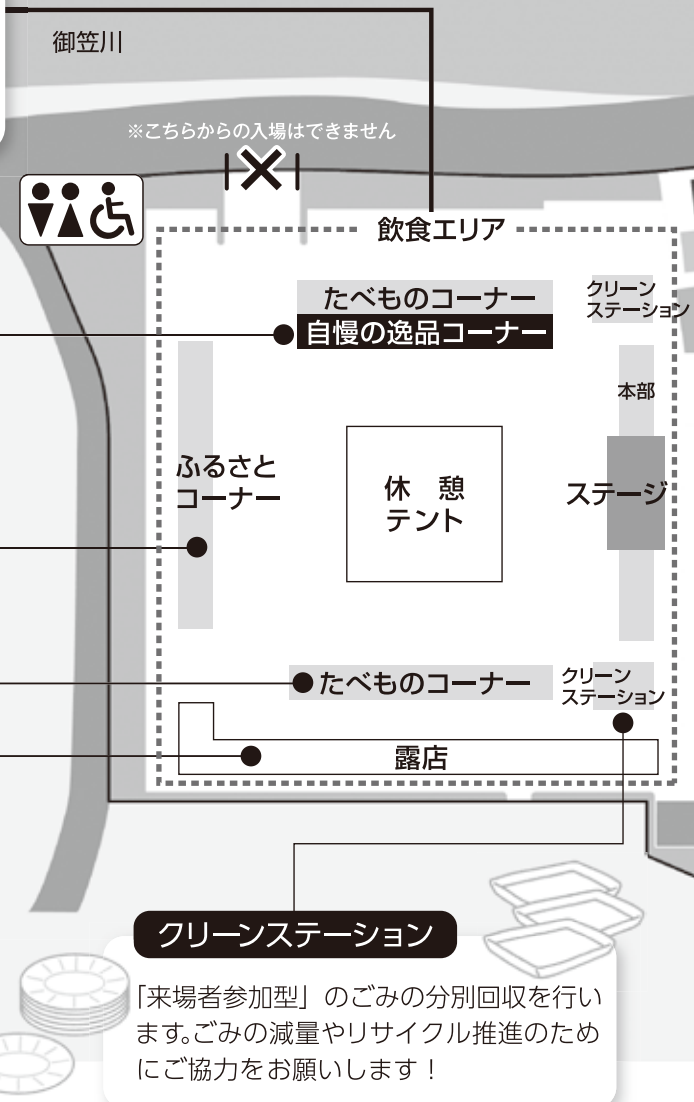 御笠川
※こちらからの入場はできません
飲食エリア
たべものコーナー
自慢の逸品コーナー
クリーン
ステーション
本部
ふるさと
コーナー
休憩
テント
ステージ
たべものコーナー
クリーン
ステーション
露店
クリーンステーション
「来場者参加型」のごみの分別回収を行い
ます。ごみの減量やリサイクル推進のため
にご協力をお願いします！